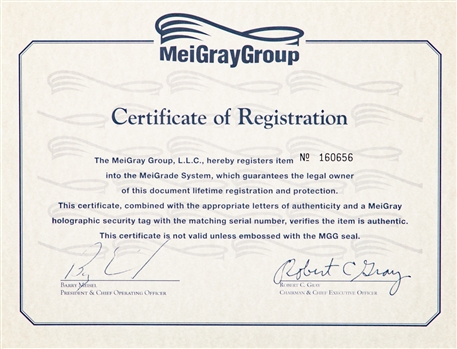 MeiGrayGroup
Certificate of Registration
The MeiGray Group, L.L.C., hereby registers item Nº 160656
into the MeiGrade System, which guarantees the legal owner
of this document lifetime registration and protection.
This certificate, combined with the appropriate letters of authenticity and a MeiGray
holographic security tag with the matching serial number, verifies the item is authentic.
This certificate is not valid unless embossed with the MGG seal.
Robert C Gray
Barry Meisel
President & Chief Operating Officer
Robert C. Gray
Chairman & Chief Executive Officer